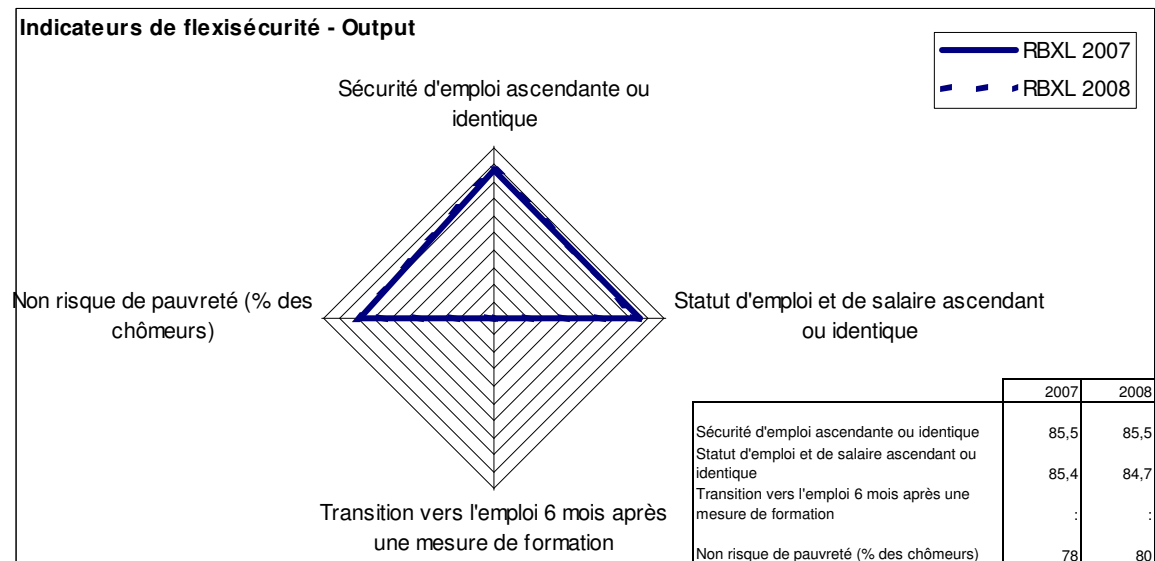 Indicateurs de flexisécurité - Output
RBXL 2007
RBXL 2008
Sécurité d'emploi ascendante ou
identique
Non risque de pauvreté (% des
chômeurs)
Statut d'emploi et de salaire ascendant
ou identique
Transition vers l'emploi 6 mois après
une mesure de formation
2007 2008
Sécurité d'emploi ascendante ou identique 85,5 85,5
Statut d'emploi et de salaire ascendant ou
identique 85,4 84,7
Transition vers l'emploi 6 mois après une
mesure de formation : :
Non risque de pauvreté (% des chômeurs) 78 80